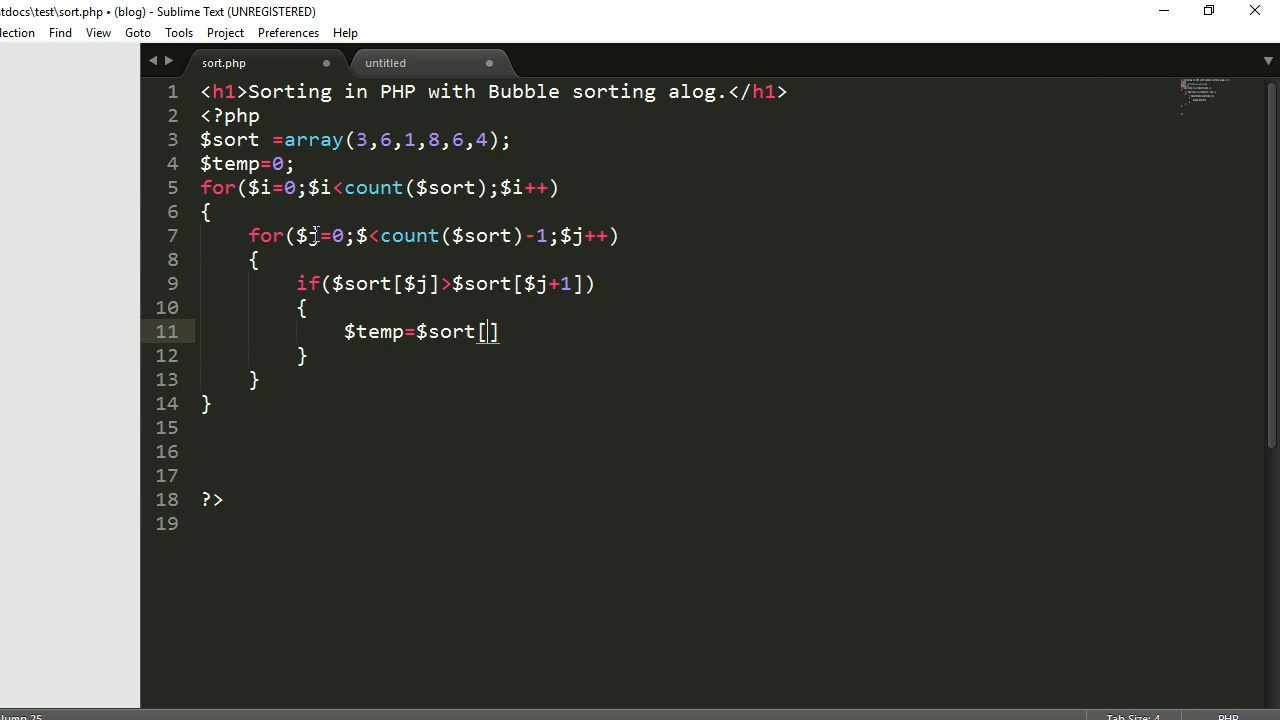 tdocs\test\sort.php • (blog) - Sublime Text (UNREGISTERED)
lection Find View Goto Tools Project Preferences Help
sort.php untitled
1 <h1>Sorting in PHP with Bubble sorting alog.</h1>
2 <?php
3 $sort =array(3,6,1,8,6,4);
4 $temp=0;
5 for($i=0;$i<count($sort);$i++)
6 {
7 for($j=0;$<count($sort)-1;$j++)
8 {
9 if($sort[$j]>$sort[$j+1])
10 {
11 $temp=$sort[]
12 }
13 }
14 }
15
16
17
18 ?>
19
lumn 25 Tab Size: 4 PHP